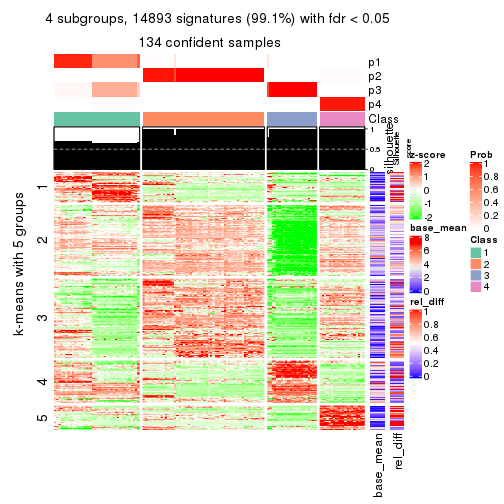 4 subgroups, 14893 signatures (99.1%) with fdr < 0.05
134 confident samples
p1
p2
p3
p4
Class
1
0.5
0
Silhouette
Silhouette
score
k-means with 5 groups
1
2
3
4
5
base_mean
rel_diff
z-score
2
1
0
-1
-2
base_mean
8
6
4
2
0
rel_diff
1
0.8
0.6
0.4
0.2
0
Prob
1
0.8
0.6
0.4
0.2
0
Class
1
2
3
4